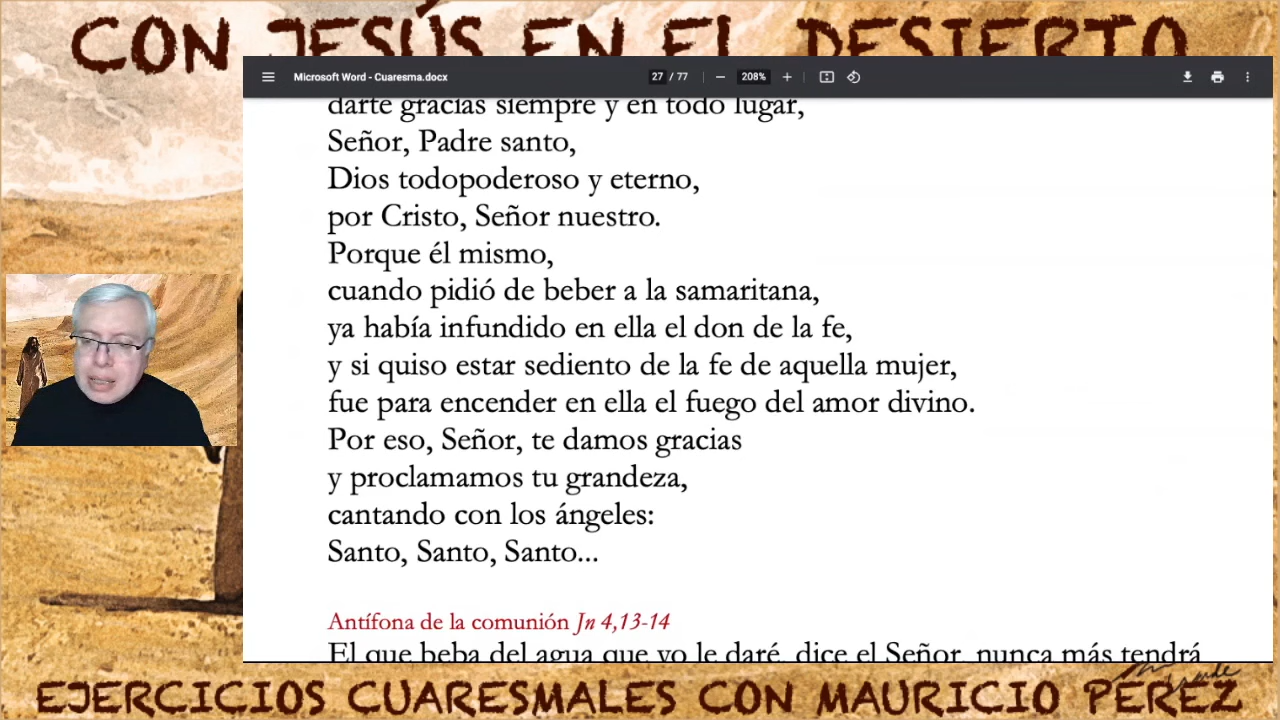 CON JESÚS EN EL DESIERTO
Microsoft Word - Cuaresma.docx 27 / 77 208%
darte gracias siempre y en todo lugar,
Señor, Padre santo,
Dios todopoderoso y eterno,
por Cristo, Señor nuestro.
Porque él mismo,
cuando pidió de beber a la samaritana,
ya había infundido en ella el don de la fe,
y si quiso estar sediento de la fe de aquella mujer,
fue para encender en ella el fuego del amor divino.
Por eso, Señor, te damos gracias
y proclamamos tu grandeza,
cantando con los ángeles:
Santo, Santo, Santo...
Antífona de la comunión Jn 4,13-14
El que beba del agua que yo le daré, dice el Señor, nunca más tendrá
EJERCICIOS CUARESMALES CON MAURICIO PÉREZ